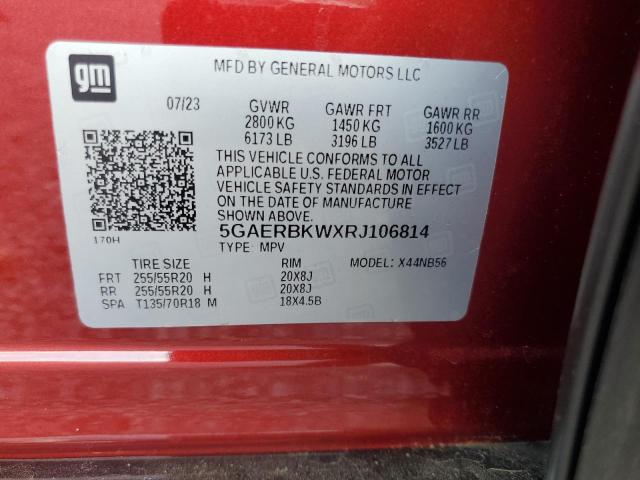 gm
MFD BY GENERAL MOTORS LLC
07/23 GVWR GAWR FRT GAWR RR
2800 KG 1450 KG 1600 KG
6173 LB 3196 LB 3527 LB
THIS VEHICLE CONFORMS TO ALL
APPLICABLE U.S. FEDERAL MOTOR
VEHICLE SAFETY STANDARDS IN EFFECT
ON THE DATE OF MANUFACTURE
SHOWN ABOVE.
170H 5GAERBKWXRJ106814
TYPE: MPV
TIRE SIZE RIM MODEL: X44NB56
FRT 255/55R20 H 20X8J
RR 255/55R20 H 20X8J
SPA T135/70R18 M 18X4.5B